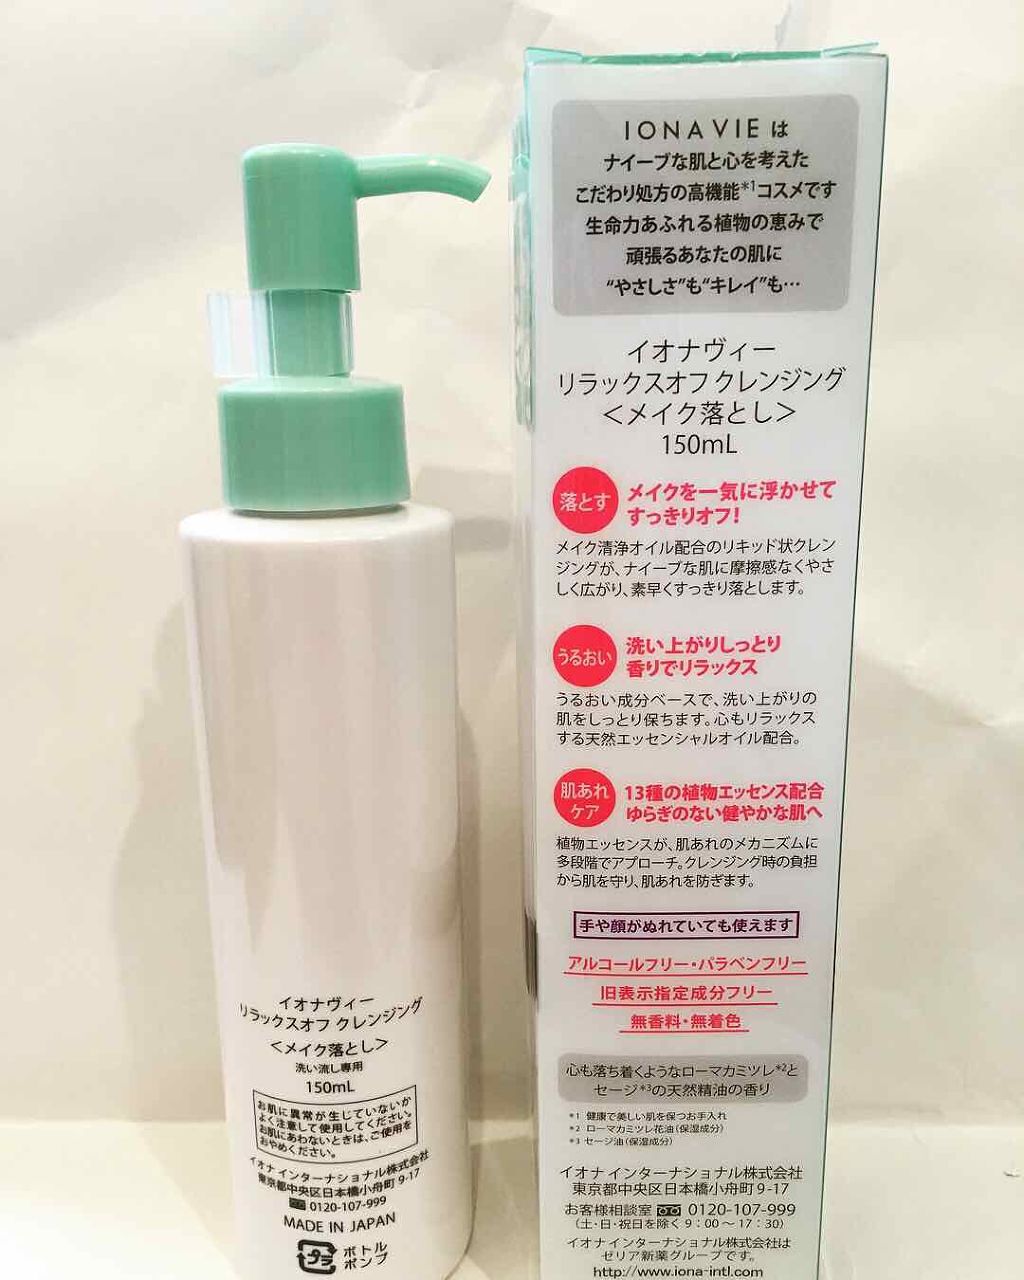 イオナヴィー
リラックスオフ クレンジング
＜メイク落とし＞
洗い流し専用
150mL
お肌に異常が生じていないか
よく注意して使用してください。
お肌にあわないときは、ご使用を
おやめください。
イオナ インターナショナル株式会社
東京都中央区日本橋小舟町 9-17
0120-107-999
MADE IN JAPAN
プラ
ボトル
ポンプ
IONAVIE は
ナイーブな肌と心を考えた
こだわり処方の高機能*1コスメです
生命力あふれる植物の恵みで
頑張るあなたの肌に
“やさしさ”も“キレイ”も…
イオナヴィー
リラックスオフ クレンジング
＜メイク落とし＞
150mL
落とす
メイクを一気に浮かせて
すっきりオフ！
メイク清浄オイル配合のリキッド状クレン
ジングが、ナイーブな肌に摩擦感なくやさ
しく広がり、素早くすっきり落とします。
うるおい
洗い上がりしっとり
香りでリラックス
うるおい成分ベースで、洗い上がりの
肌をしっとり保ちます。心もリラックス
する天然エッセンシャルオイル配合。
肌あれ
ケア
13種の植物エッセンス配合
ゆらぎのない健やかな肌へ
植物エッセンスが、肌あれのメカニズムに
多段階でアプローチ。クレンジング時の負担
から肌を守り、肌あれを防ぎます。
手や顔がぬれていても使えます
アルコールフリー・パラベンフリー
旧表示指定成分フリー
無香料・無着色
心も落ち着くようなローマカミツレ*2と
セージ*3の天然精油の香り
*1 健康で美しい肌を保つお手入れ
*2 ローマカミツレ花油（保湿成分）
*3 セージ油（保湿成分）
イオナ インターナショナル株式会社
東京都中央区日本橋小舟町 9-17
お客様相談室 0120-107-999
（土・日・祝日を除く 9：00 ～ 17：30）
イオナ インターナショナル株式会社は
ゼリア新薬グループです。
http://www.iona-intl.com